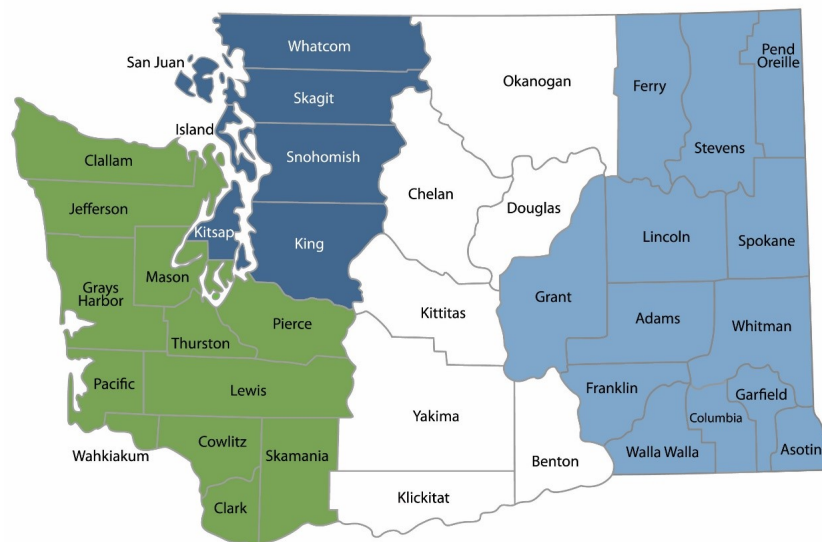 Whatcom
Pend
Oreille
San Juan
Okanogan
Ferry
Skagit
Island
Stevens
Snohomish
Clallam
Chelan
Jefferson
Douglas
Kitsap
King
Lincoln
Spokane
Mason
Grays
Harbor
Grant
Kittitas
Adams
Whitman
Pierce
Thurston
Pacific
Lewis
Franklin
Garfield
Yakima
Columbia
Cowlitz
Wahkiakum
Skamania
Walla Walla
Asotin
Benton
Klickitat
Clark